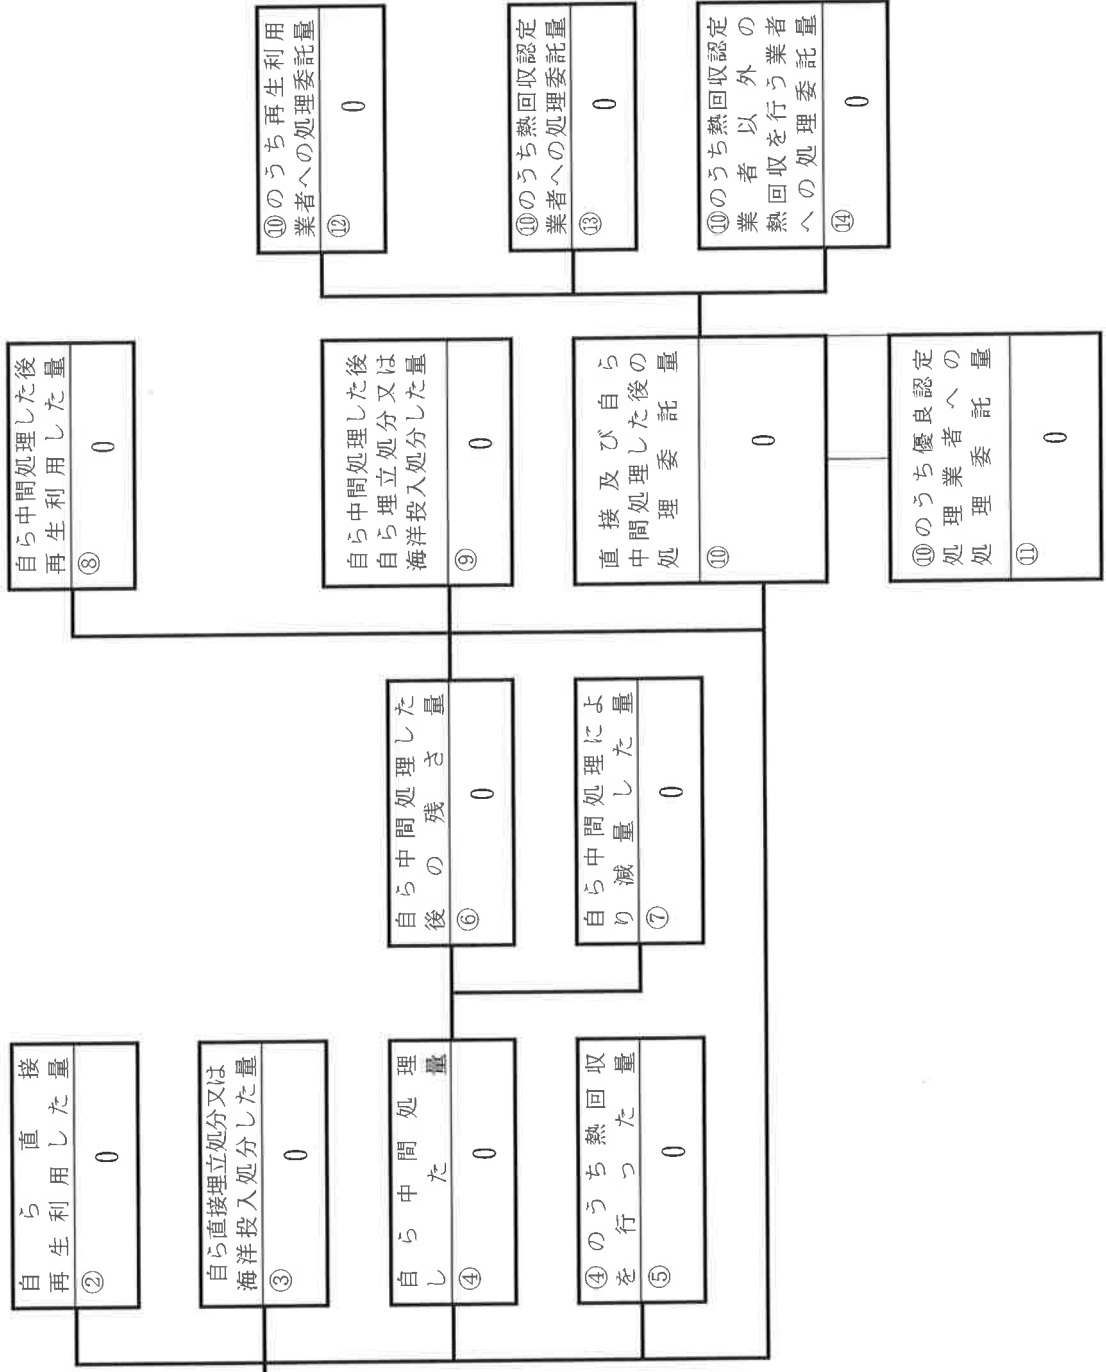 自ら直接
再生利用した量
②
0
自ら直接埋立処分又は
海洋投入処分した量
③
0
自ら中間処理
した量
④
0
④のうち熱回収
を行った量
⑤
0
自ら中間処理した
後の残さ量
⑥
0
自ら中間処理によ
り減量した量
⑦
0
自ら中間処理した後
再生利用した量
⑧
0
自ら中間処理した後
自ら埋立処分又は
海洋投入処分した量
⑨
0
直接及び自ら
中間処理した後の
処理委託量
⑩
0
⑩のうち優良認定
処理業者への
処理委託量
⑪
0
⑩のうち再生利用
業者への処理委託量
⑫
0
⑩のうち熱回収認定
業者への処理委託量
⑬
0
⑩のうち熱回収認定
業者以外の
熱回収を行う業者
への処理委託量
⑭
0